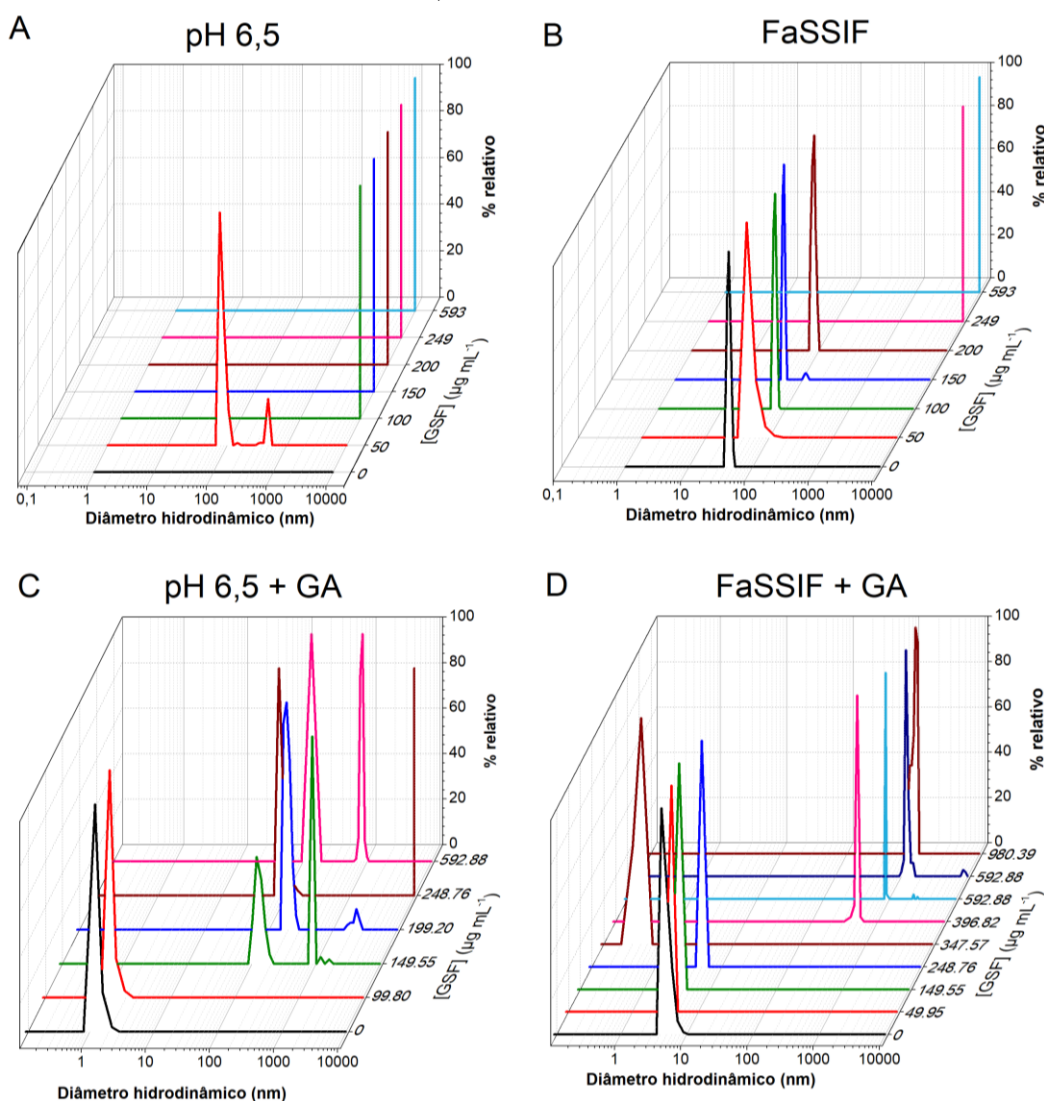 A
pH 6,5
100
80
60
40
20
0
% relativo
593
249
200
150
100
50
0
[GSF] (µg mL⁻¹)
0,1 1 10 100 1000 10000
Diâmetro hidrodinâmico (nm)
B
FaSSIF
100
80
60
40
20
0
% relativo
593
249
200
150
100
50
0
[GSF] (µg mL⁻¹)
0,1 1 10 100 1000 10000
Diâmetro hidrodinâmico (nm)
C
pH 6,5 + GA
100
80
60
40
20
0
% relativo
592.88
248.76
199.20
149.55
99.80
0
[GSF] (µg mL⁻¹)
1 10 100 1000 10000
Diâmetro hidrodinâmico (nm)
D
FaSSIF + GA
100
80
60
40
20
0
% relativo
980.39
592.88
592.88
396.82
347.57
248.76
149.55
49.95
0
[GSF] (µg mL⁻¹)
1 10 100 1000 10000
Diâmetro hidrodinâmico (nm)